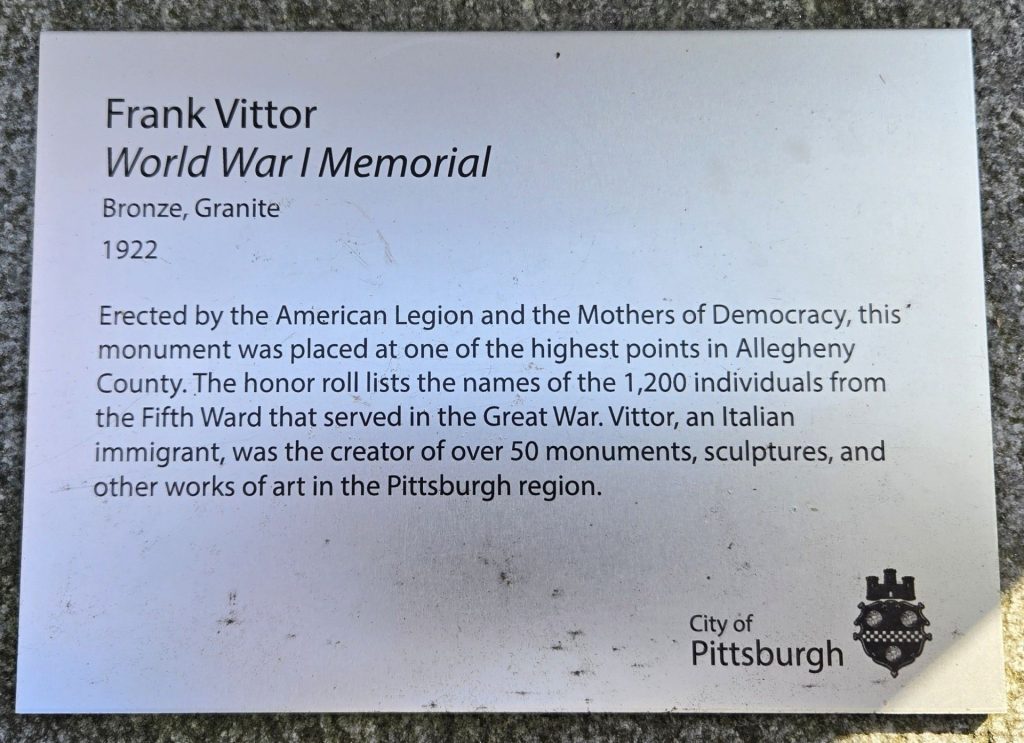 Frank Vittor
World War I Memorial
Bronze, Granite
1922
Erected by the American Legion and the Mothers of Democracy, this
monument was placed at one of the highest points in Allegheny
County. The honor roll lists the names of the 1,200 individuals from
the Fifth Ward that served in the Great War. Vittor, an Italian
immigrant, was the creator of over 50 monuments, sculptures, and
other works of art in the Pittsburgh region.
City of
Pittsburgh